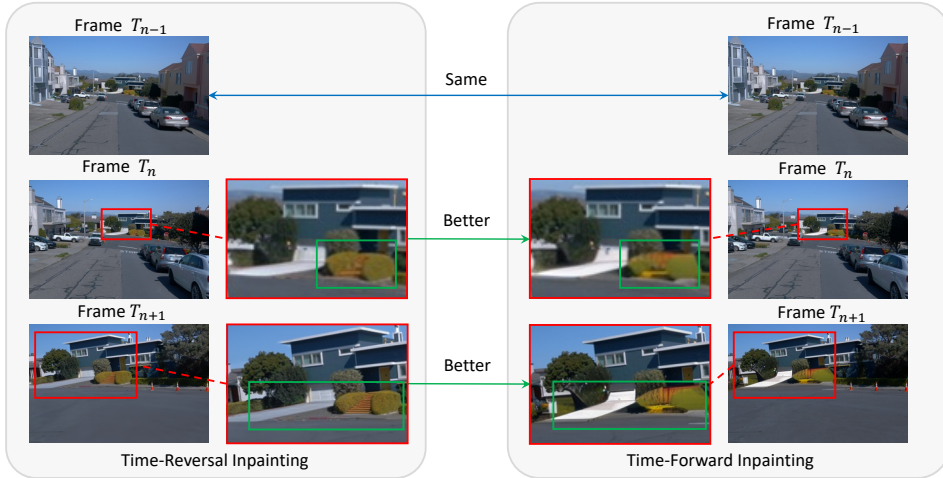 Frame T_{n-1}
Frame T_{n-1}
Same
Frame T_n
Frame T_n
Better
Frame T_{n+1}
Frame T_{n+1}
Better
Time-Reversal Inpainting
Time-Forward Inpainting